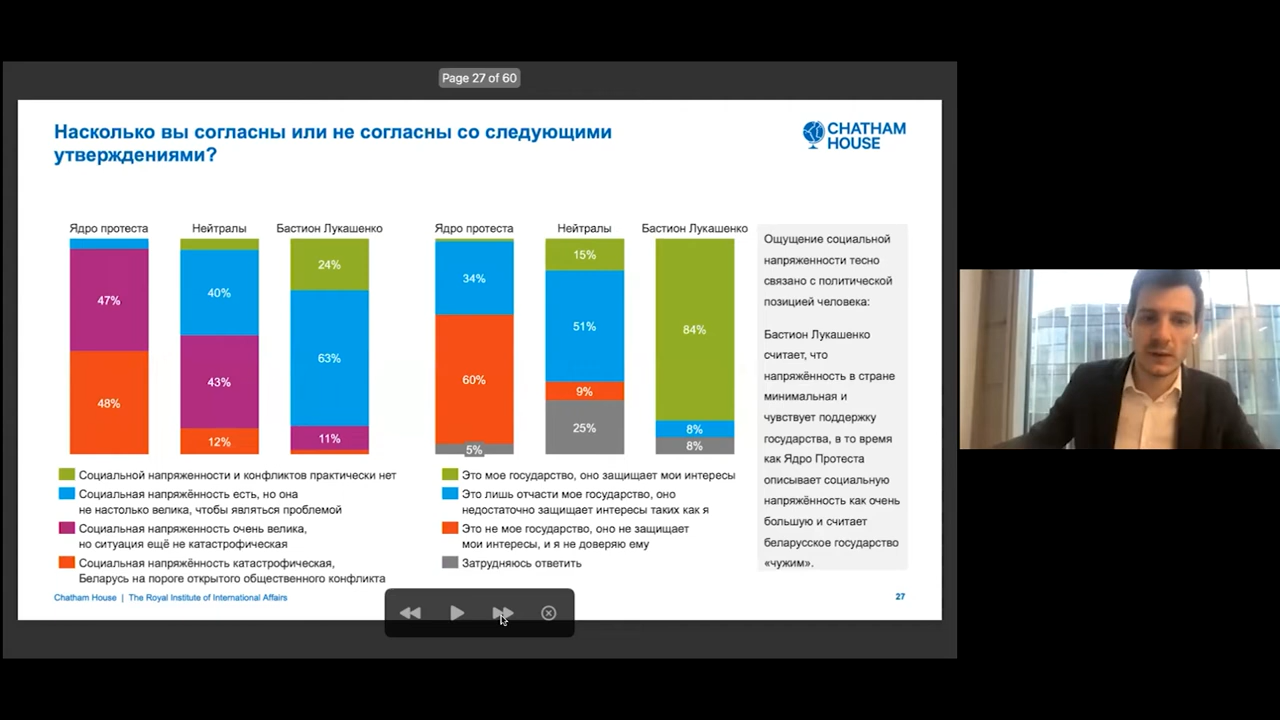 Page 27 of 60
Насколько вы согласны или не согласны со следующими
утверждениями?
CHATHAM
HOUSE
Ядро протеста
Нейтралы
Бастион Лукашенко
47%
48%
40%
43%
12%
24%
63%
11%
Социальной напряженности и конфликтов практически нет
Социальная напряжённость есть, но она
не настолько велика, чтобы являться проблемой
Социальная напряженность очень велика,
но ситуация ещё не катастрофическая
Социальная напряжённость катастрофическая,
Беларусь на пороге открытого общественного конфликта
Ядро протеста
Нейтралы
Бастион Лукашенко
34%
60%
5%
15%
51%
9%
25%
84%
8%
8%
Это мое государство, оно защищает мои интересы
Это лишь отчасти мое государство, оно
недостаточно защищает интересы таких как я
Это не мое государство, оно не защищает
мои интересы, и я не доверяю ему
Затрудняюсь ответить
Ощущение социальной
напряженности тесно
связано с политической
позицией человека:
Бастион Лукашенко
считает, что
напряжённость в стране
минимальная и
чувствует поддержку
государства, в то время
как Ядро Протеста
описывает социальную
напряжённость как очень
большую и считает
беларусское государство
«чужим».
Chatham House | The Royal Institute of International Affairs
27